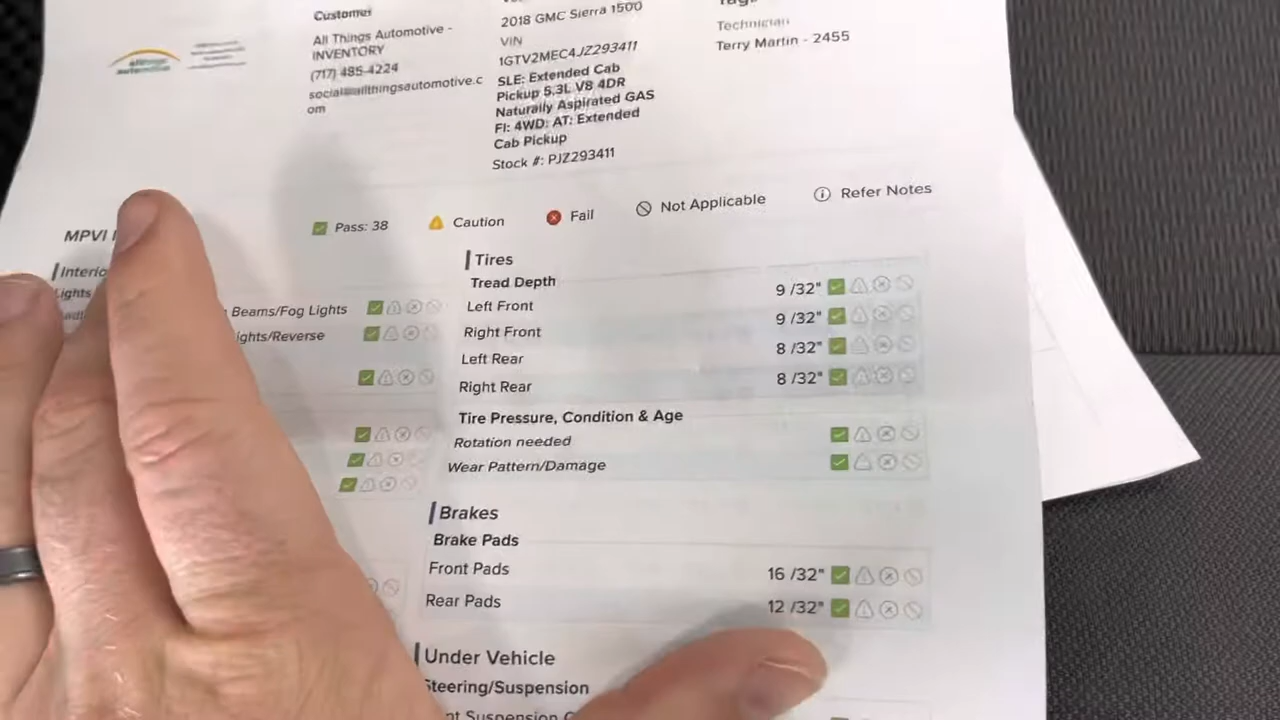 Customer
All Things Automotive -
INVENTORY
(717) 485-4224
social@allthingsautomotive.c
om
2018 GMC Sierra 1500
VIN
1GTV2MEC4JZ293411
SLE: Extended Cab
Pickup 5.3L V8 4DR
Naturally Aspirated GAS
FI: 4WD: AT: Extended
Cab Pickup
Stock #: PJZ293411
Technician
Terry Martin - 2455
Pass: 38
Caution
Fail
Not Applicable
Refer Notes
MPVI
Beams/Fog Lights
ights/Reverse
Tires
Tread Depth
Left Front 9 /32"
Right Front 9 /32"
Left Rear 8 /32"
Right Rear 8 /32"
Tire Pressure, Condition & Age
Rotation needed
Wear Pattern/Damage
Brakes
Brake Pads
Front Pads 16 /32"
Rear Pads 12 /32"
Under Vehicle
Steering/Suspension